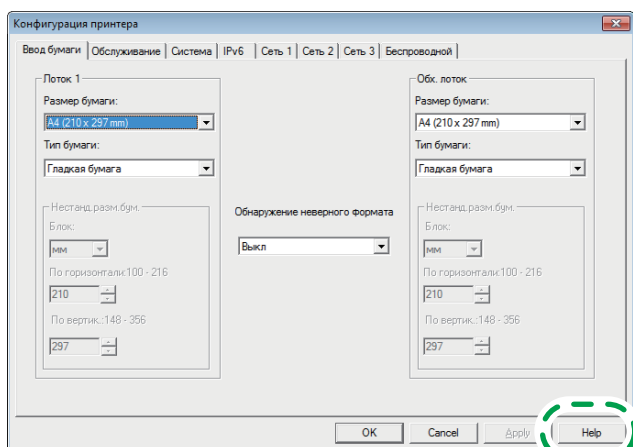 Конфигурация принтера
Ввод бумаги Обслуживание Система IPv6 Сеть 1 Сеть 2 Сеть 3 Беспроводной
Лоток 1
Размер бумаги:
A4 (210 x 297 mm)
Тип бумаги:
Гладкая бумага
Нестанд.разм.бум.
Блок:
мм
По горизонтали:100 - 216
210
По вертик.:148 - 356
297
Обнаружение неверного формата
Выкл
Обх. лоток
Размер бумаги:
A4 (210 x 297 mm)
Тип бумаги:
Гладкая бумага
Нестанд.разм.бум.
Блок:
мм
По горизонтали:100 - 216
210
По вертик.:148 - 356
297
OK Cancel Apply Help